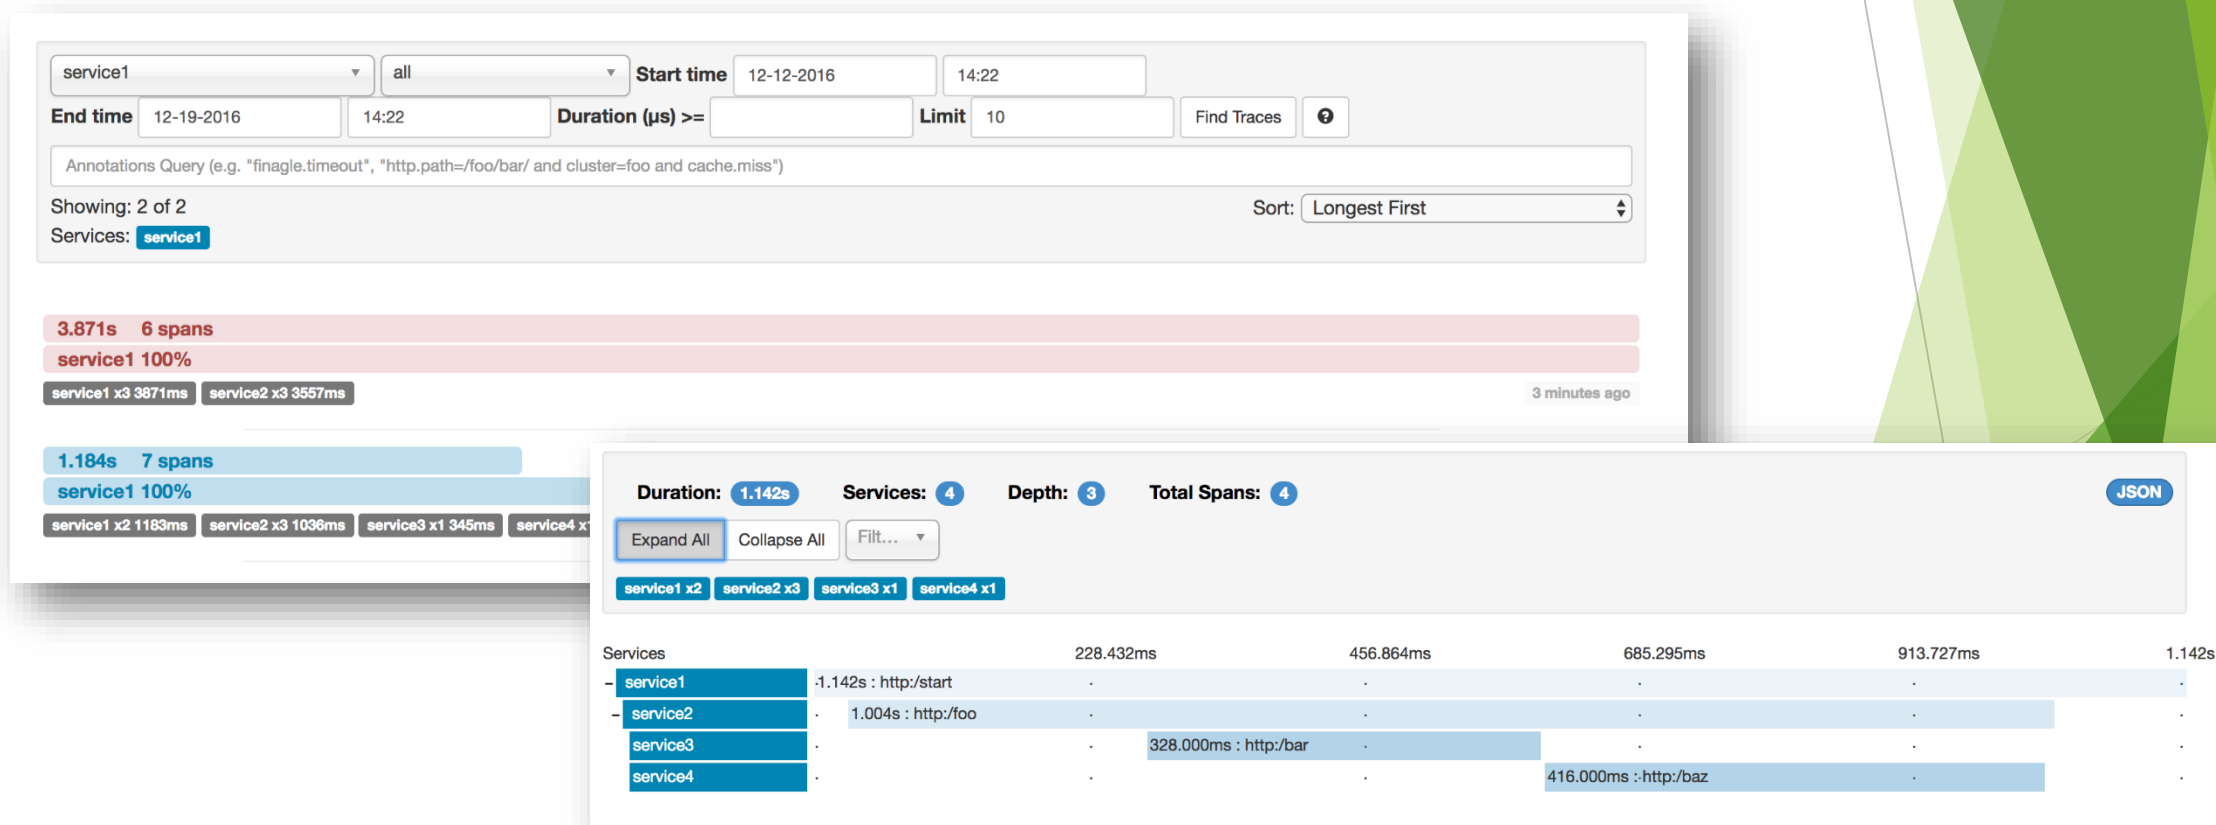 service1 all Start time 12-12-2016 14:22
End time 12-19-2016 14:22 Duration (μs) >= Limit 10 Find Traces ?
Annotations Query (e.g. "finagle.timeout", "http.path=/foo/bar/ and cluster=foo and cache.miss")
Showing: 2 of 2 Sort: Longest First
Services: service1
3.871s 6 spans
service1 100%
service1 x3 3871ms service2 x3 3557ms 3 minutes ago
1.184s 7 spans
service1 100%
service1 x2 1183ms service2 x3 1036ms service3 x1 345ms service4 x1
Duration: 1.142s Services: 4 Depth: 3 Total Spans: 4 JSON
Expand All Collapse All Filt...
service1 x2 service2 x3 service3 x1 service4 x1
Services 228.432ms 456.864ms 685.295ms 913.727ms 1.142s
- service1 1.142s : http:/start
- service2 1.004s : http:/foo
service3 328.000ms : http:/bar
service4 416.000ms : http:/baz